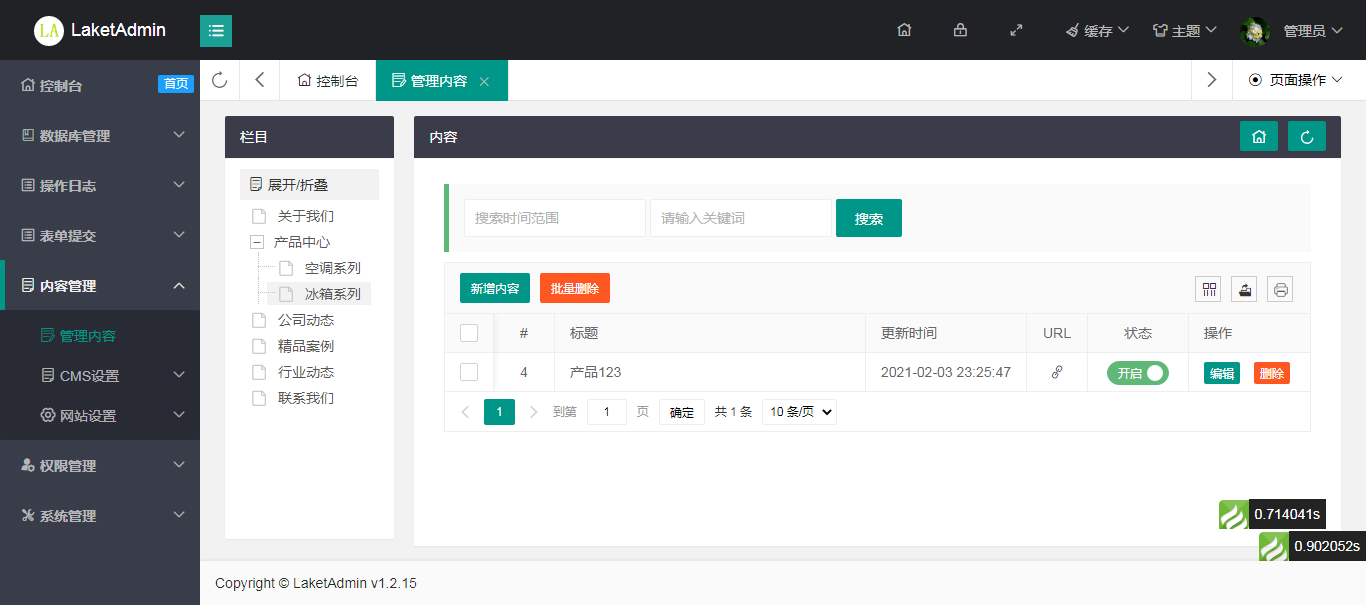 LA LaketAdmin 缓存 主题 管理员
控制台 首页
数据库管理
操作日志
表单提交
内容管理
管理内容
CMS设置
网站设置
权限管理
系统管理
控制台 管理内容 页面操作
栏目
展开/折叠
关于我们
产品中心
空调系列
冰箱系列
公司动态
精品案例
行业动态
联系我们
内容
搜索时间范围 请输入关键词 搜索
新增内容 批量删除
# 标题 更新时间 URL 状态 操作
4 产品123 2021-02-03 23:25:47 开启 编辑 删除
1 到第 1 页 确定 共 1 条 10 条/页
0.714041s
0.902052s
Copyright © LaketAdmin v1.2.15